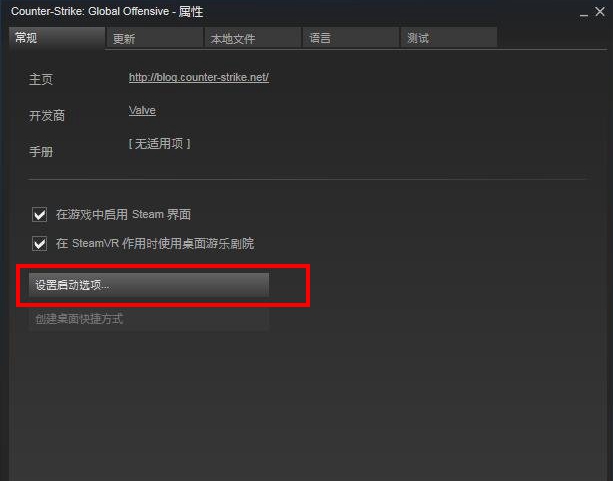 Counter-Strike: Global Offensive - 属性
常规 更新 本地文件 语言 测试
主页 http://blog.counter-strike.net/
开发商 Valve
手册 [ 无适用项 ]
在游戏中启用 Steam 界面
在 SteamVR 作用时使用桌面游乐剧院
设置启动选项...
创建桌面快捷方式